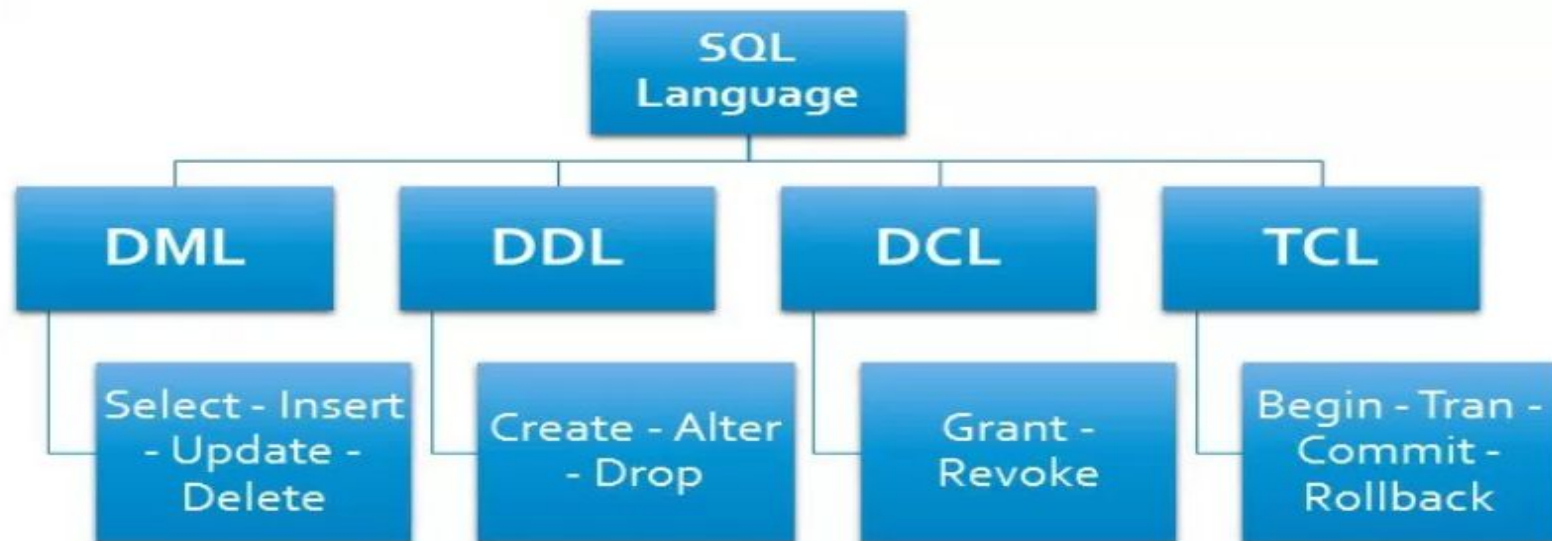 SQL
Language
DML
DDL
DCL
TCL
Select - Insert
- Update -
Delete
Create - Alter
- Drop
Grant -
Revoke
Begin - Tran -
Commit -
Rollback